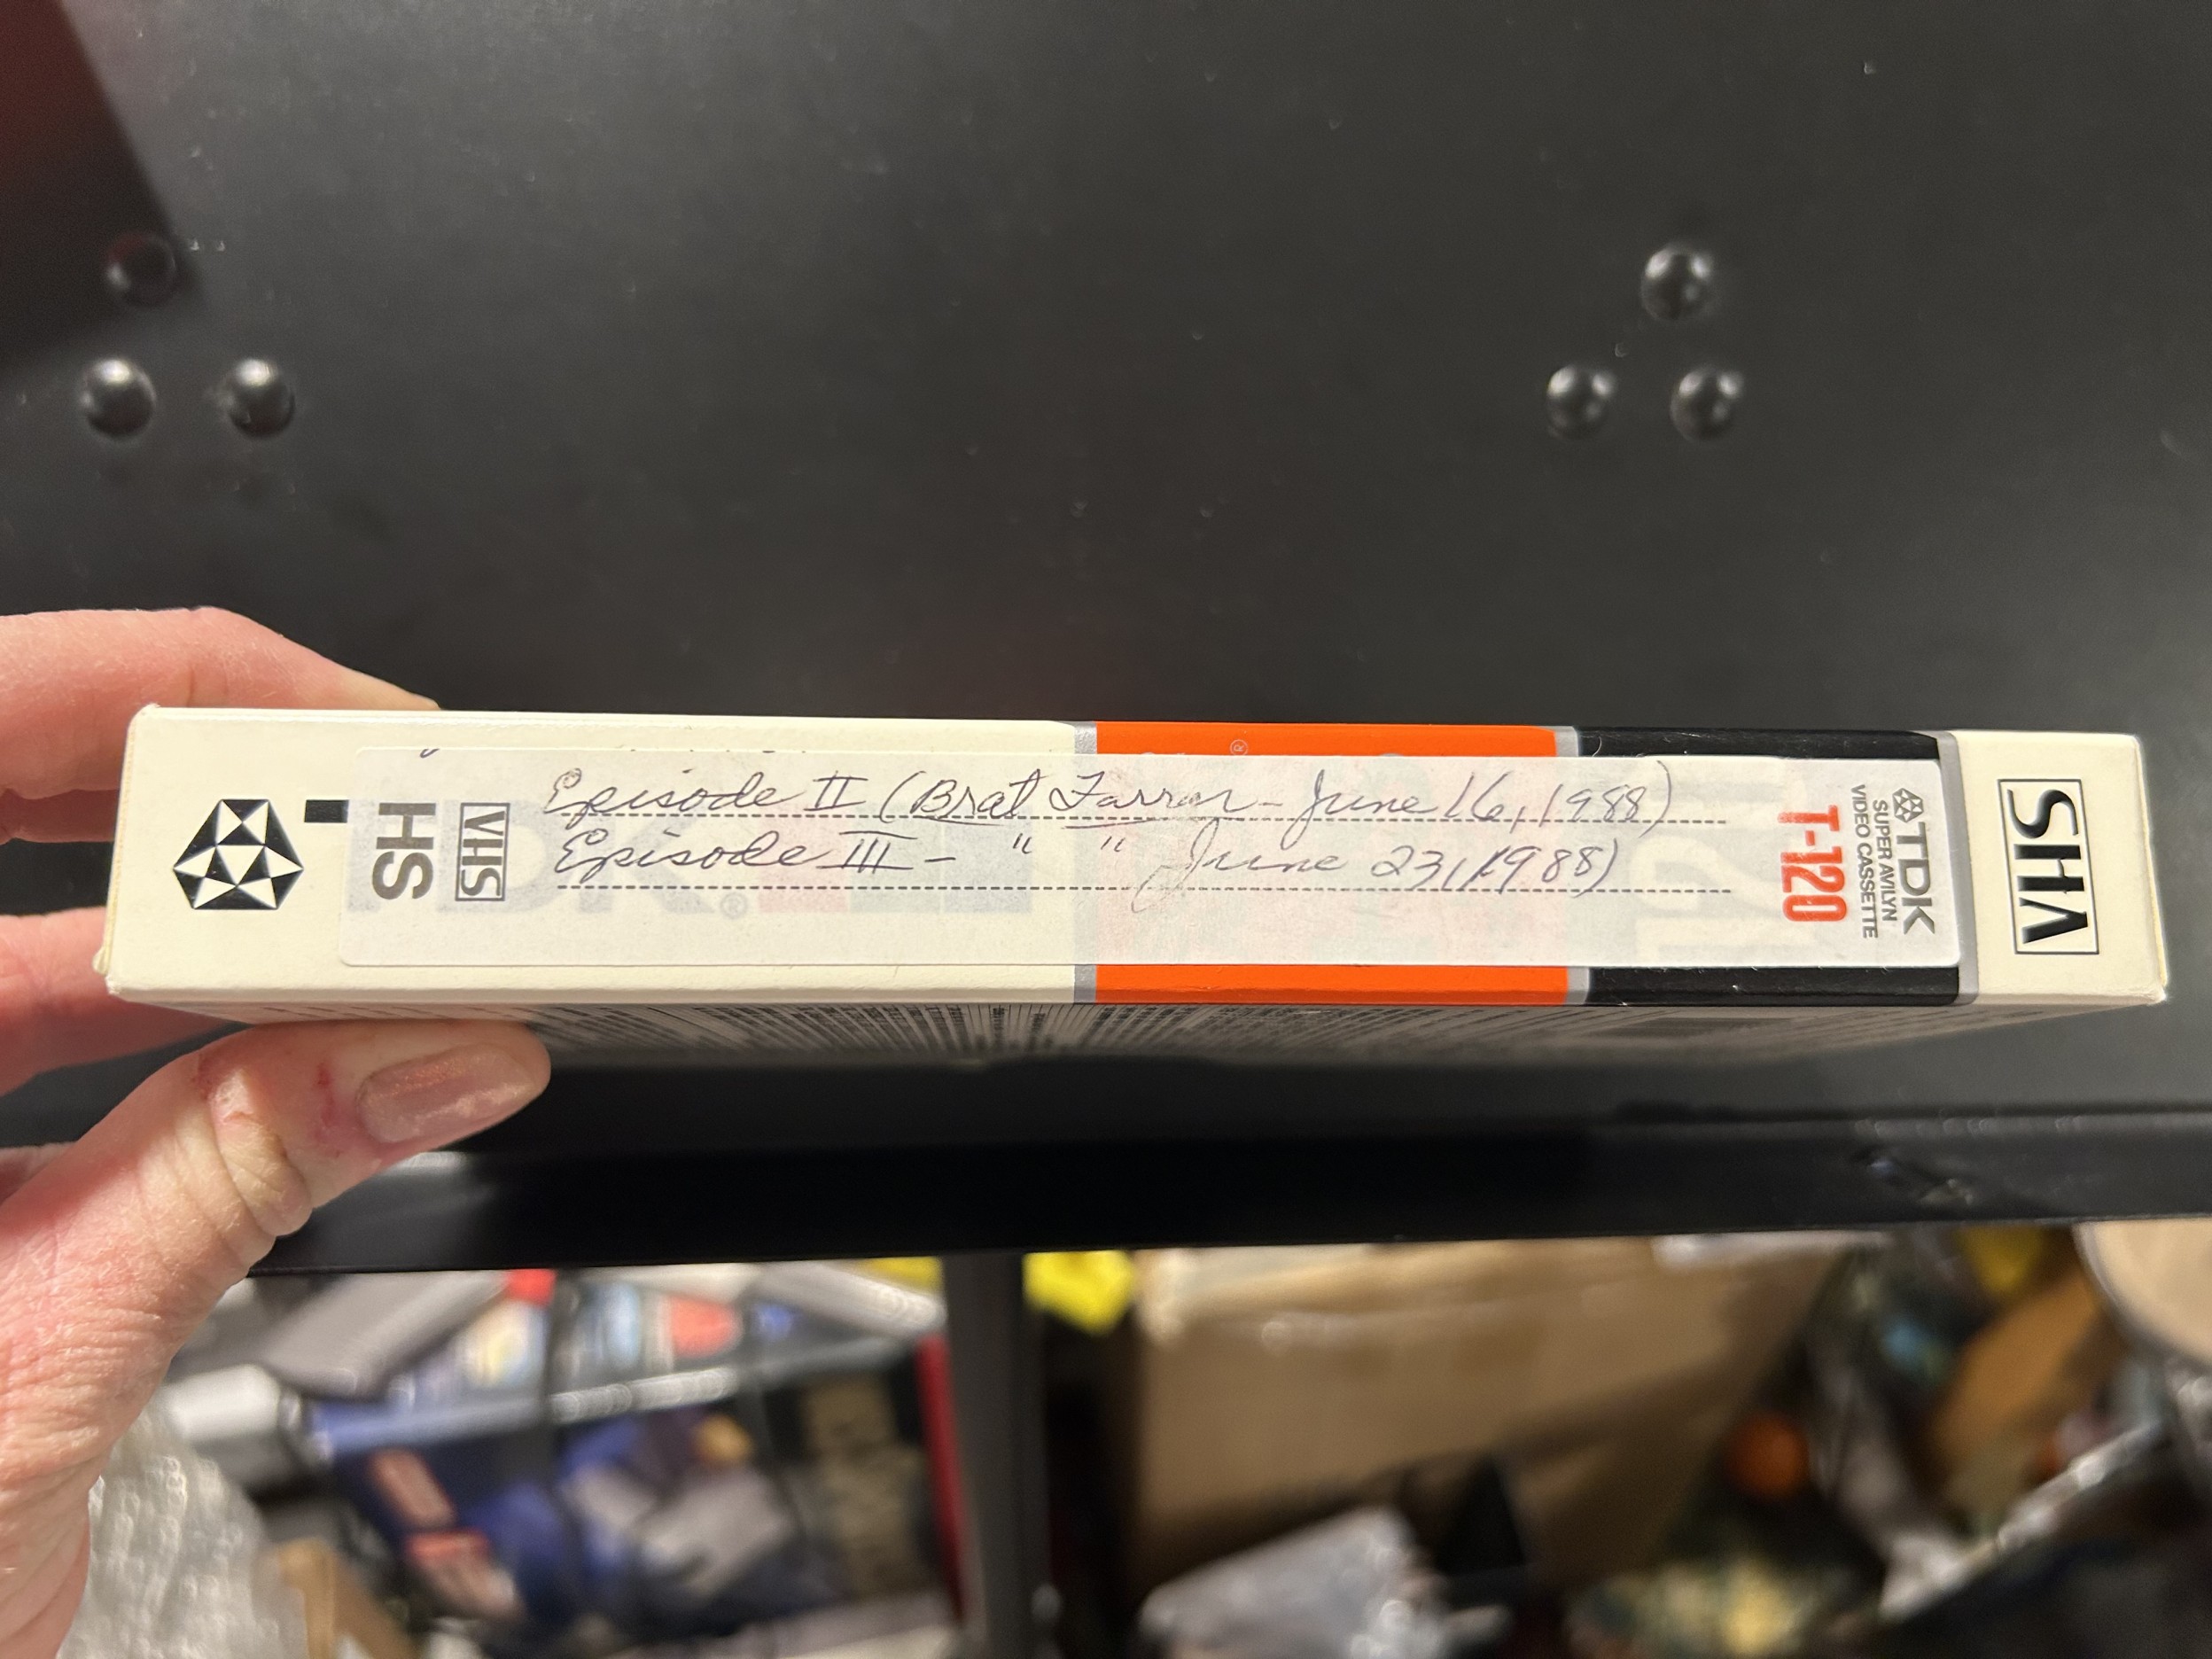 Episode II (Brat Farrar - June 16, 1988)
Episode III - " " June 23, 1988)
HS
VHS
T-120
TDK
SUPER AVILYN
VIDEO CASSETTE
VHS